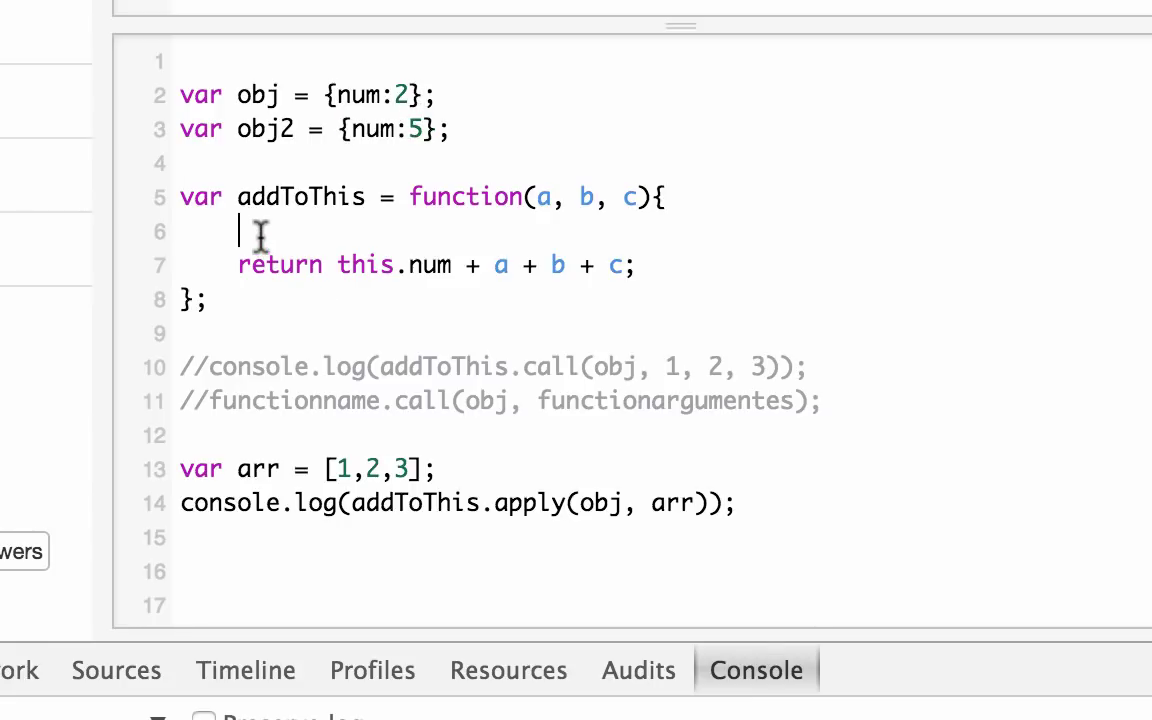 1
2 var obj = {num:2};
3 var obj2 = {num:5};
4
5 var addToThis = function(a, b, c){
6
7 return this.num + a + b + c;
8 };
9
10 //console.log(addToThis.call(obj, 1, 2, 3));
11 //functionname.call(obj, functionargumentes);
12
13 var arr = [1,2,3];
14 console.log(addToThis.apply(obj, arr));
15
wers
16
17
ork Sources Timeline Profiles Resources Audits Console
Preserve log